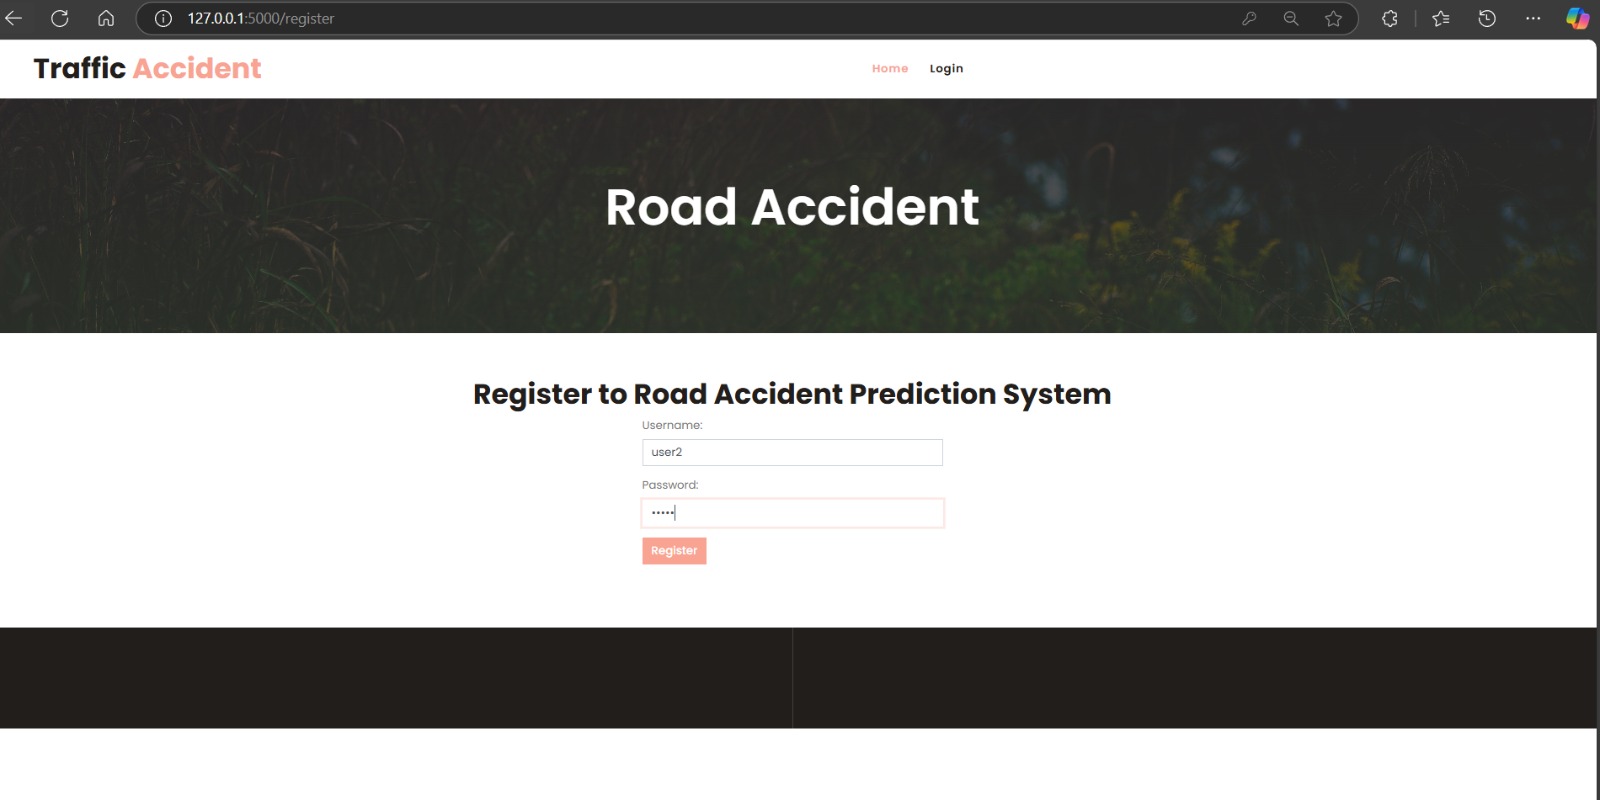 127.0.0.1:5000/register
Traffic Accident
Home Login
Road Accident
Register to Road Accident Prediction System
Username:
user2
Password:
•••••
Register